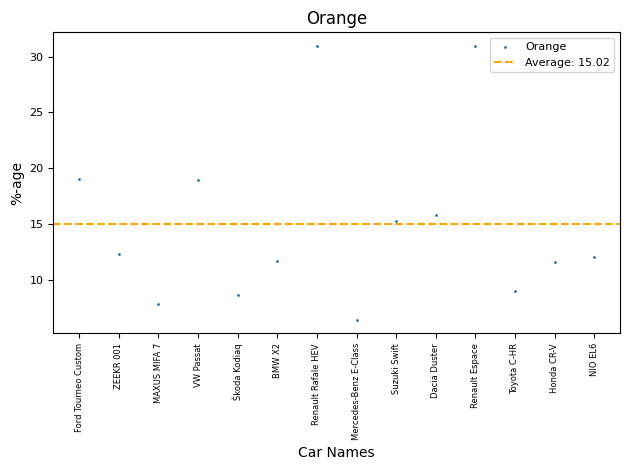 Orange
%-age
30
25
20
15
10
Orange
Average: 15.02
Ford Tourneo Custom
ZEEKR 001
MAXUS MIFA 7
VW Passat
Škoda Kodiaq
BMW X2
Renault Rafale HEV
Mercedes-Benz E-Class
Suzuki Swift
Dacia Duster
Renault Espace
Toyota C-HR
Honda CR-V
NIO EL6
Car Names